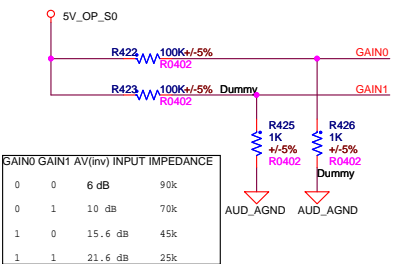 5V_OP_S0
R422 100K+/-5% GAIN0
R0402
R423 100K+/-5% Dummy GAIN1
R0402
R425 R426
1K 1K
+/-5% +/-5%
R0402 R0402
Dummy
AUD_AGND AUD_AGND
GAIN0 GAIN1 AV(inv) INPUT IMPEDANCE
0 0 6 dB 90k
0 1 10 dB 70k
1 0 15.6 dB 45k
1 1 21.6 dB 25k